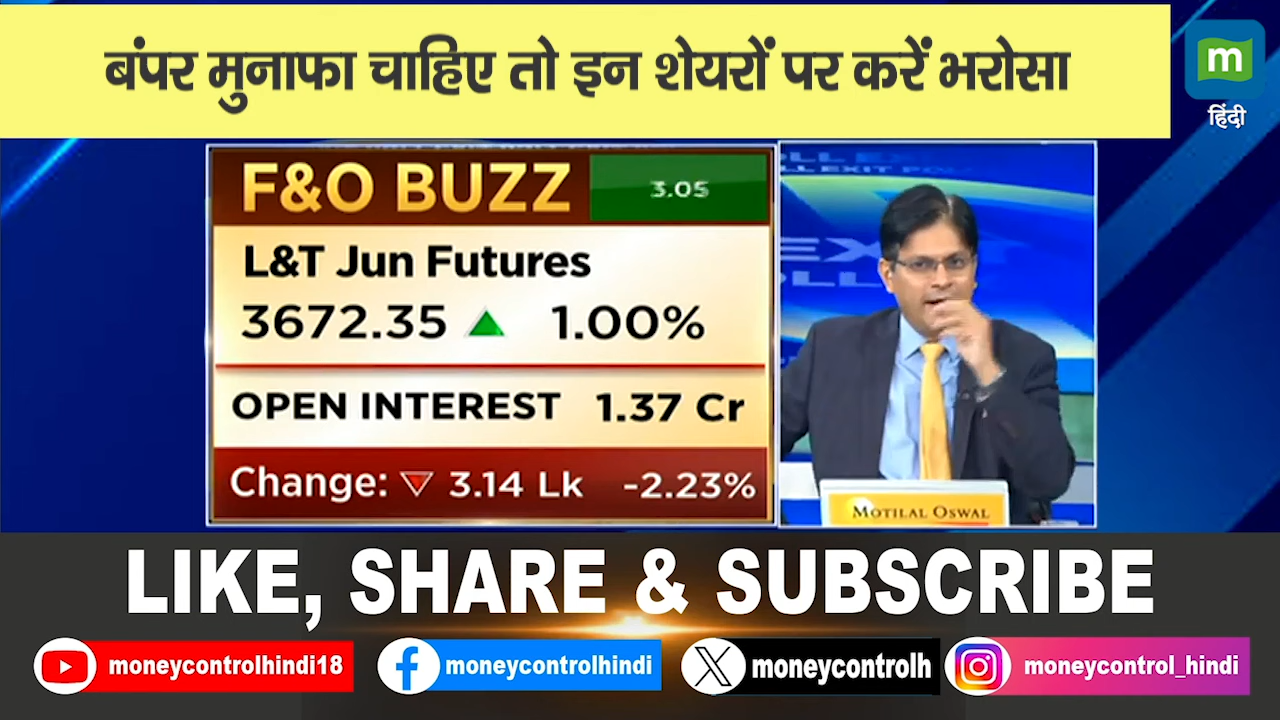 बंपर मुनाफा चाहिए तो इन शेयरों पर करें भरोसा
m
हिंदी
F&O BUZZ
3.05
L&T Jun Futures
3672.35 ▲ 1.00%
OPEN INTEREST 1.37 Cr
Change: ▽ 3.14 Lk -2.23%
MOTILAL OSWAL
LIKE, SHARE & SUBSCRIBE
moneycontrolhindi18
moneycontrolhindi
moneycontrolh
moneycontrol_hindi